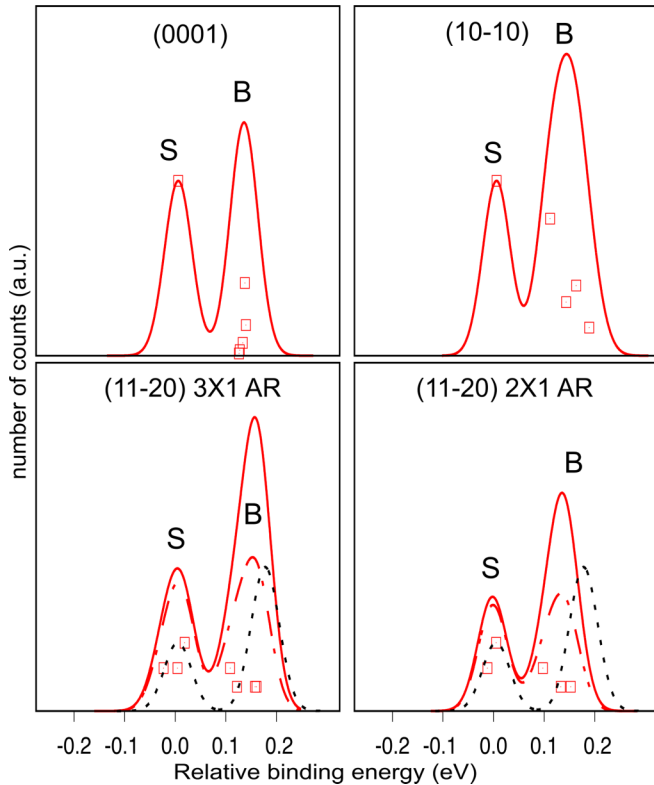 (0001)
S
B
(10-10)
S
B
(11-20) 3X1 AR
S
B
(11-20) 2X1 AR
S
B
number of counts (a.u.)
-0.2 -0.1 0.0 0.1 0.2
-0.2 -0.1 0.0 0.1 0.2
Relative binding energy (eV)